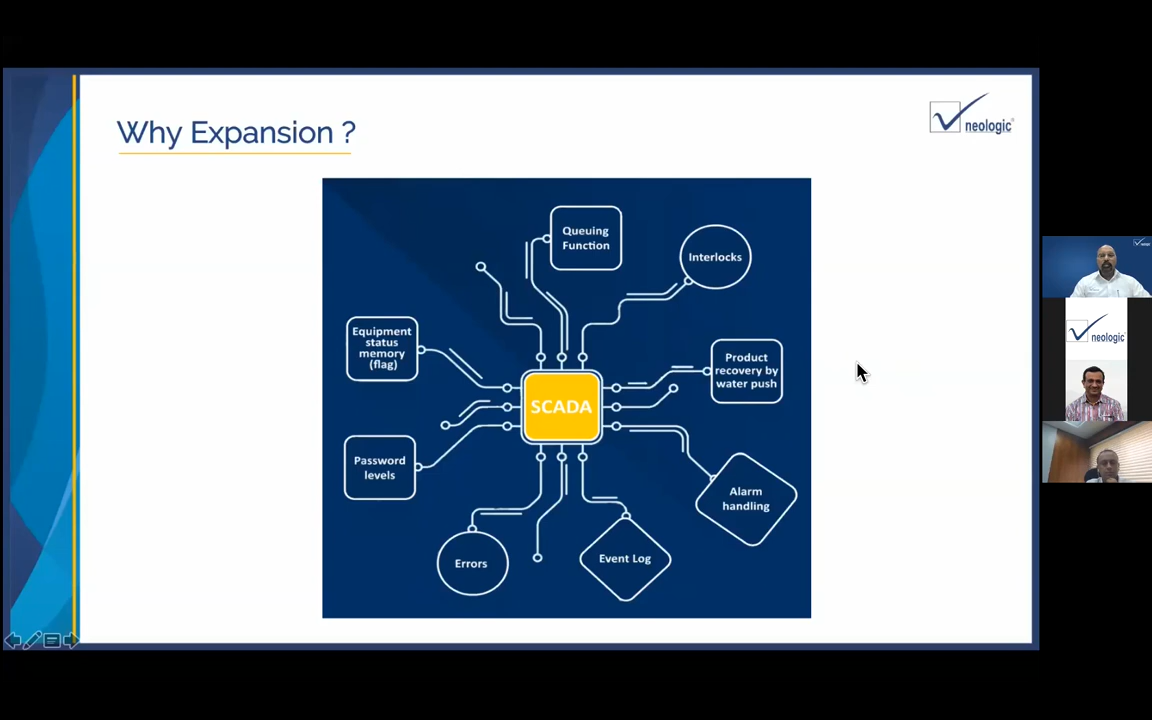 Why Expansion ?
neologic
Queuing
Function
Interlocks
Equipment
status
memory
(flag)
Product
recovery by
water push
SCADA
Password
levels
Alarm
handling
Errors
Event Log
neologic